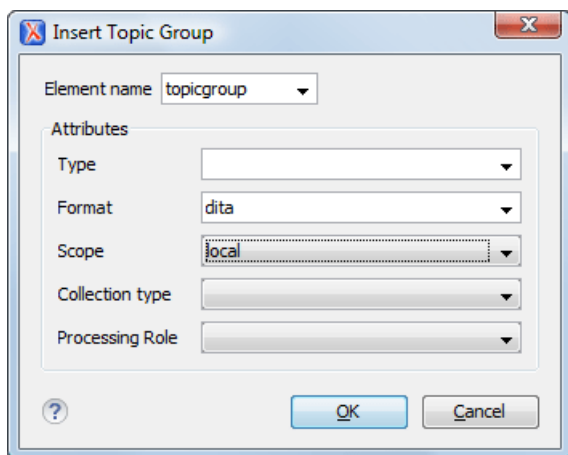 Insert Topic Group
Element name topicgroup
Attributes
Type
Format dita
Scope local
Collection type
Processing Role
? OK Cancel